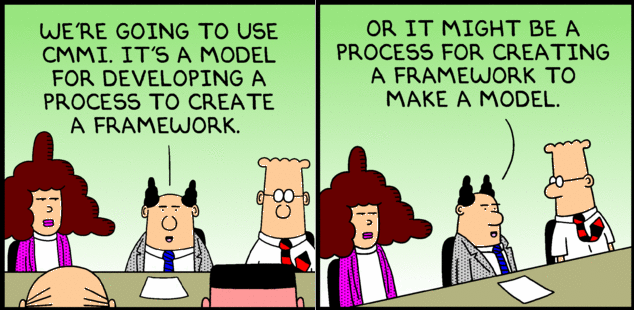 WE'RE GOING TO USE
CMMI. IT'S A MODEL
FOR DEVELOPING A
PROCESS TO CREATE
A FRAMEWORK.
OR IT MIGHT BE A
PROCESS FOR CREATING
A FRAMEWORK TO
MAKE A MODEL.